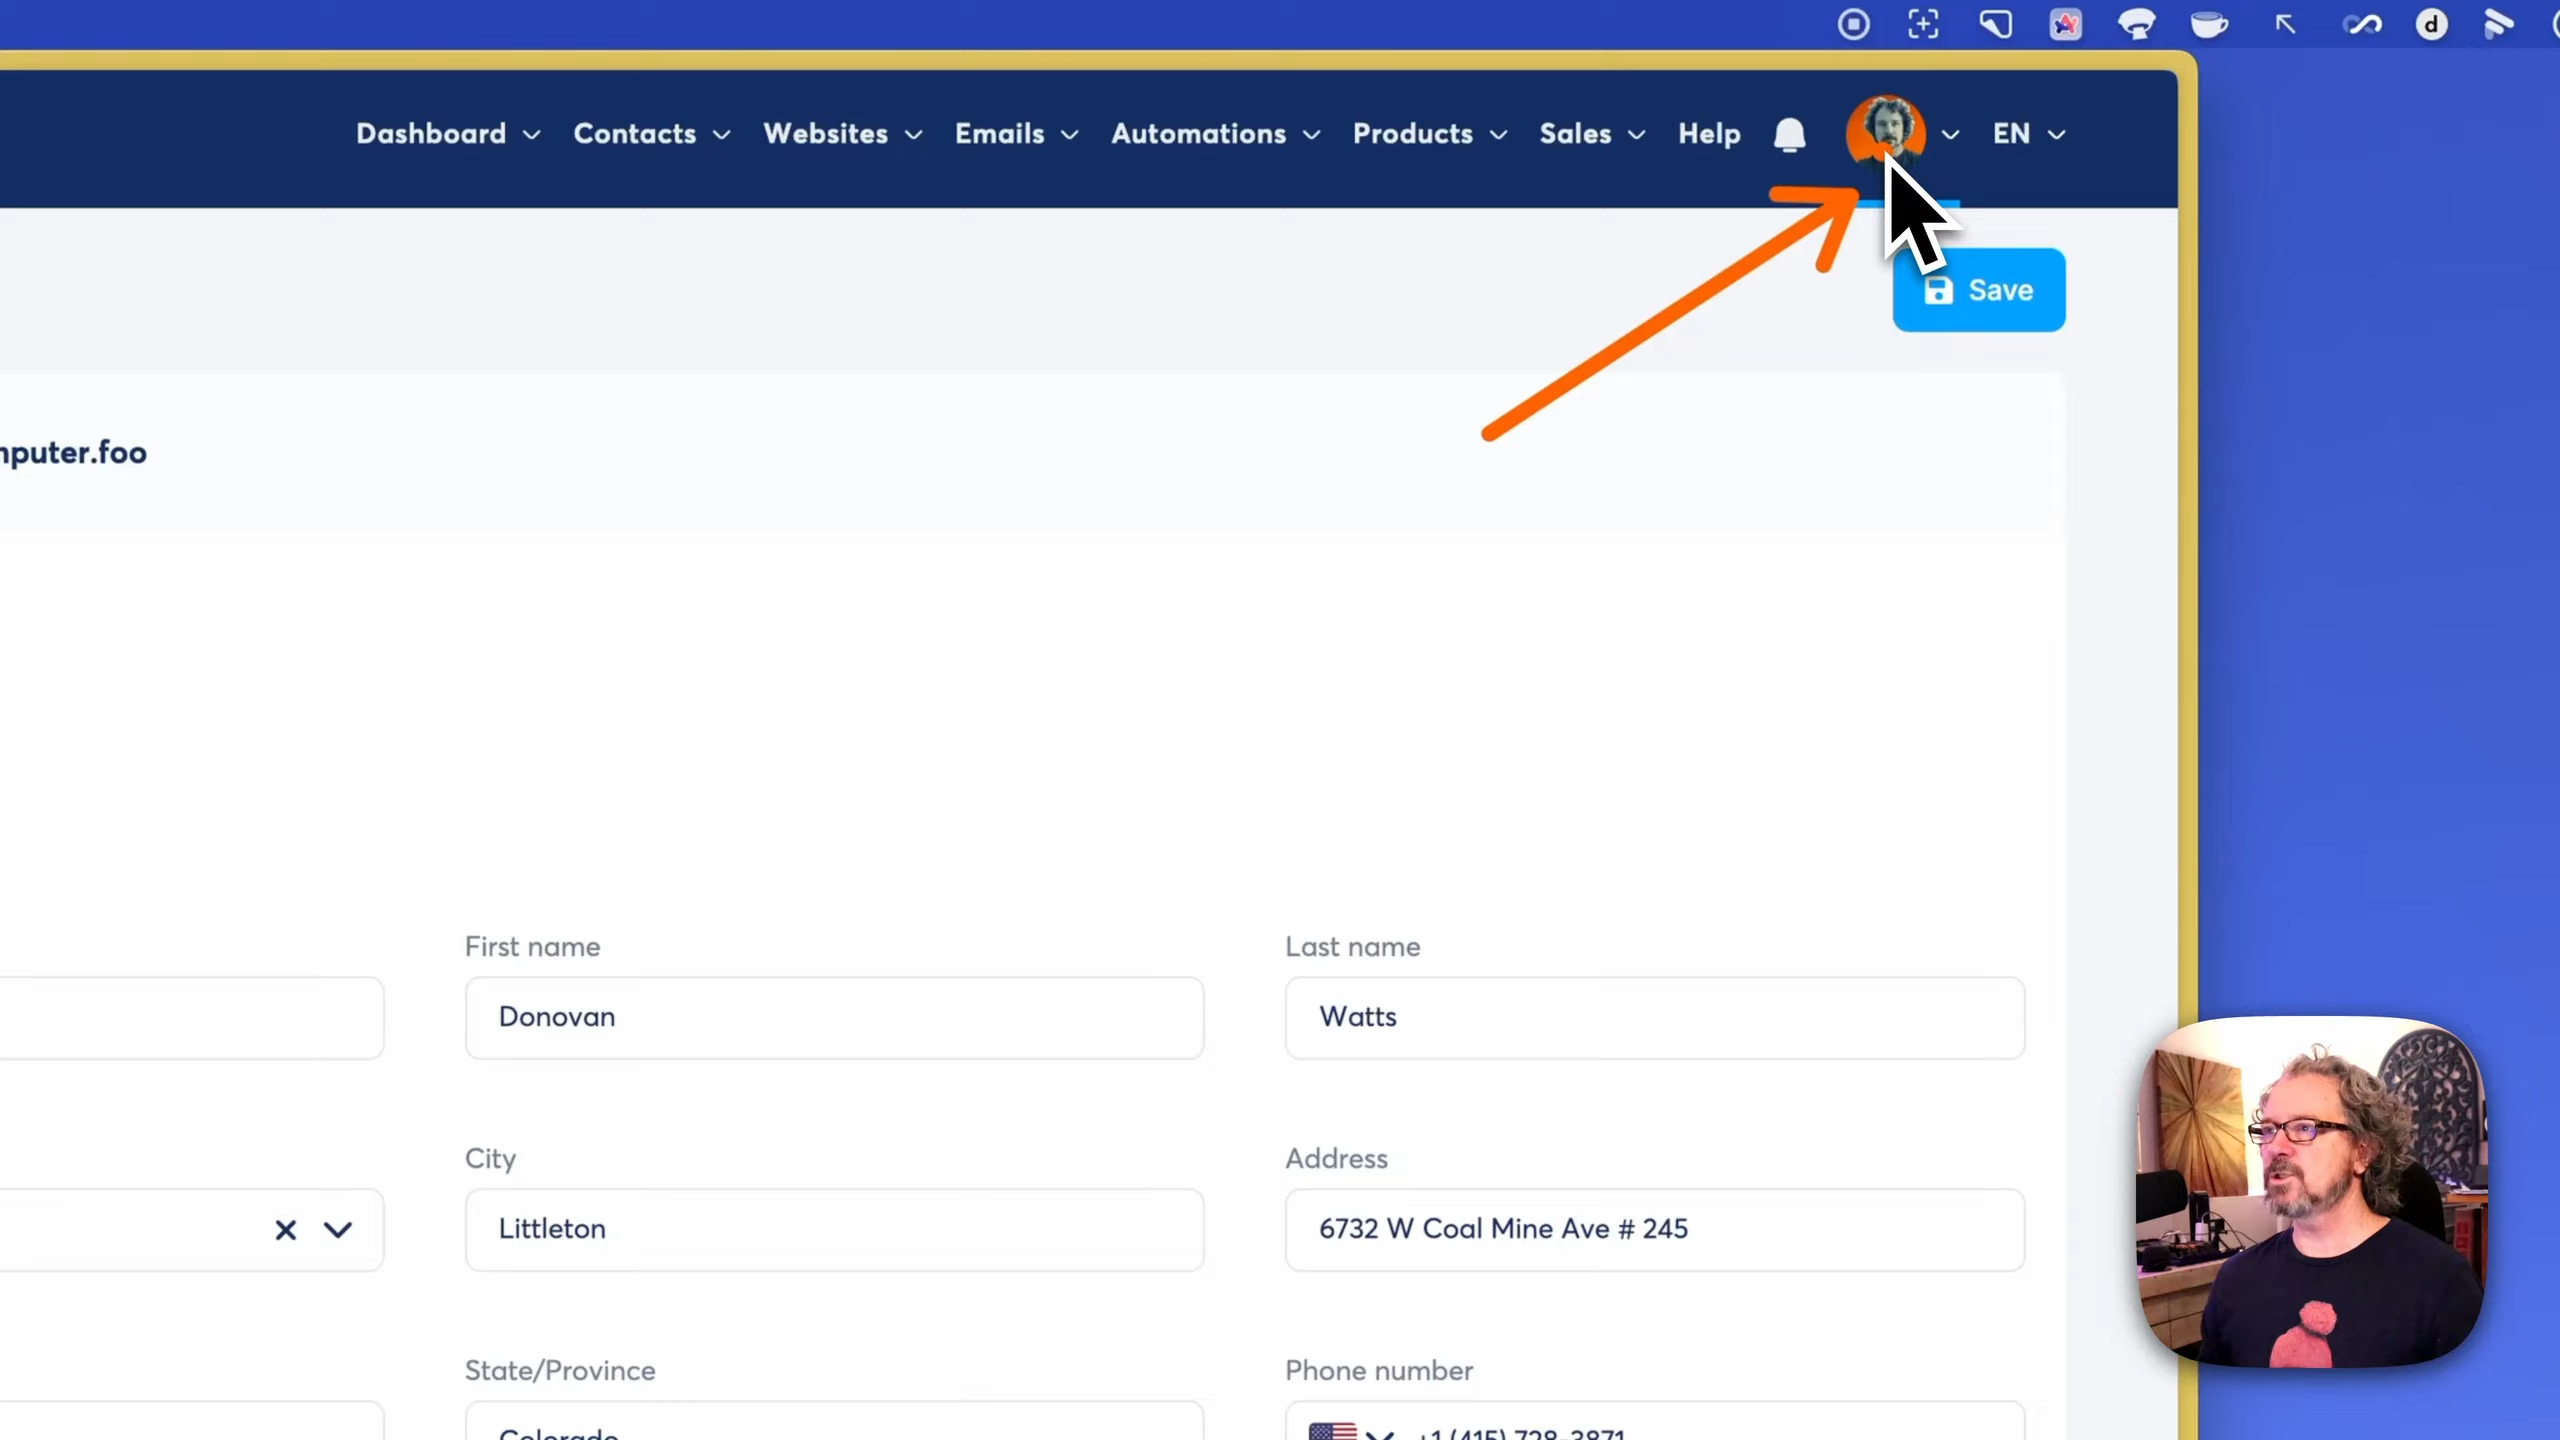 d
Dashboard Contacts Websites Emails Automations Products Sales Help EN
Save
mputer.foo
First name Last name
Donovan Watts
City Address
Littleton 6732 W Coal Mine Ave # 245
State/Province Phone number
Colorado +1 (415) 728-3871